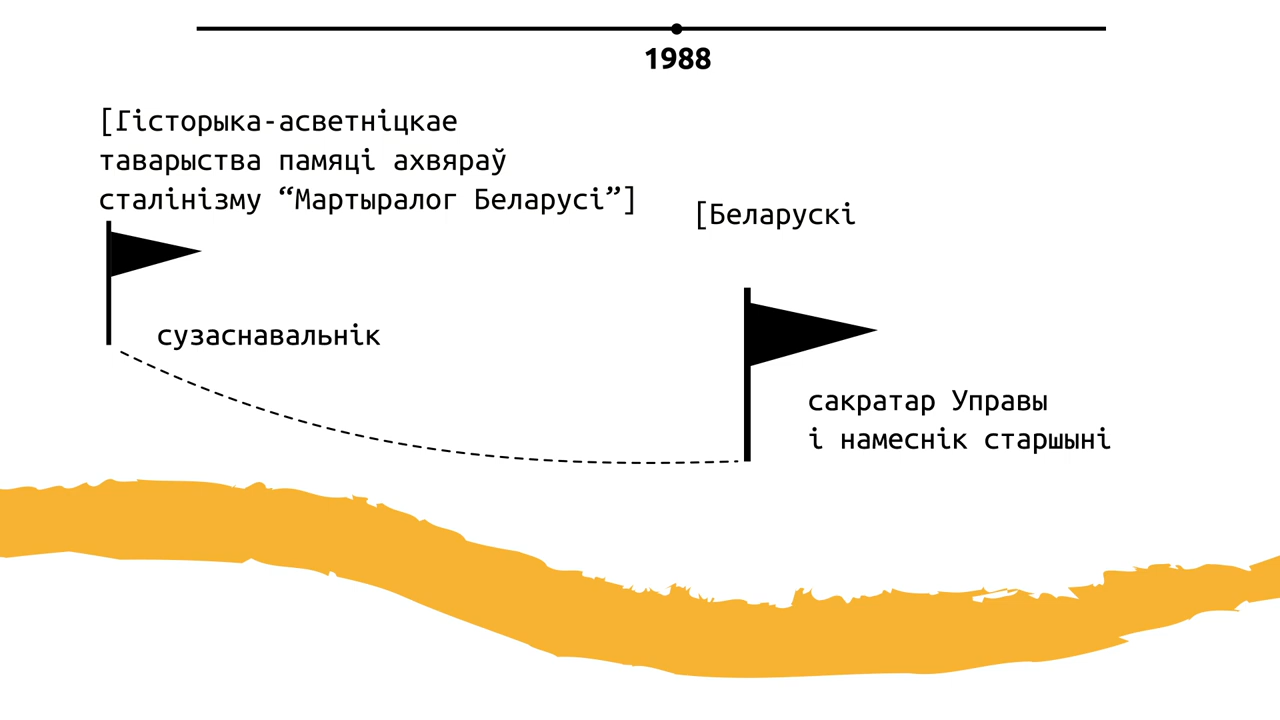 1988
[Гісторыка-асветніцкае
таварыства памяці ахвяраў
сталінізму “Мартыралог Беларусі”]
[Беларускі
сузаснавальнік
сакратар Управы
і намеснік старшыні